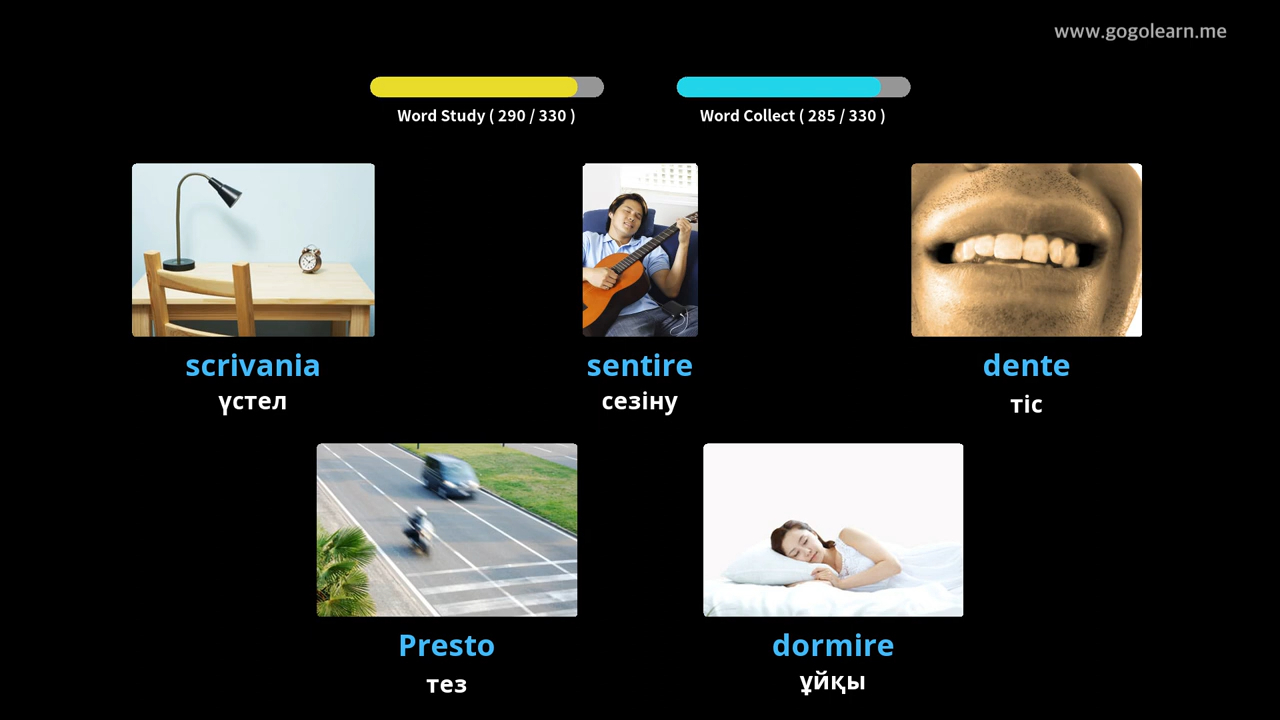 www.gogolearn.me
Word Study ( 290 / 330 )
Word Collect ( 285 / 330 )
scrivania
үстел
sentire
сезіну
dente
тіс
Presto
тез
dormire
ұйқы